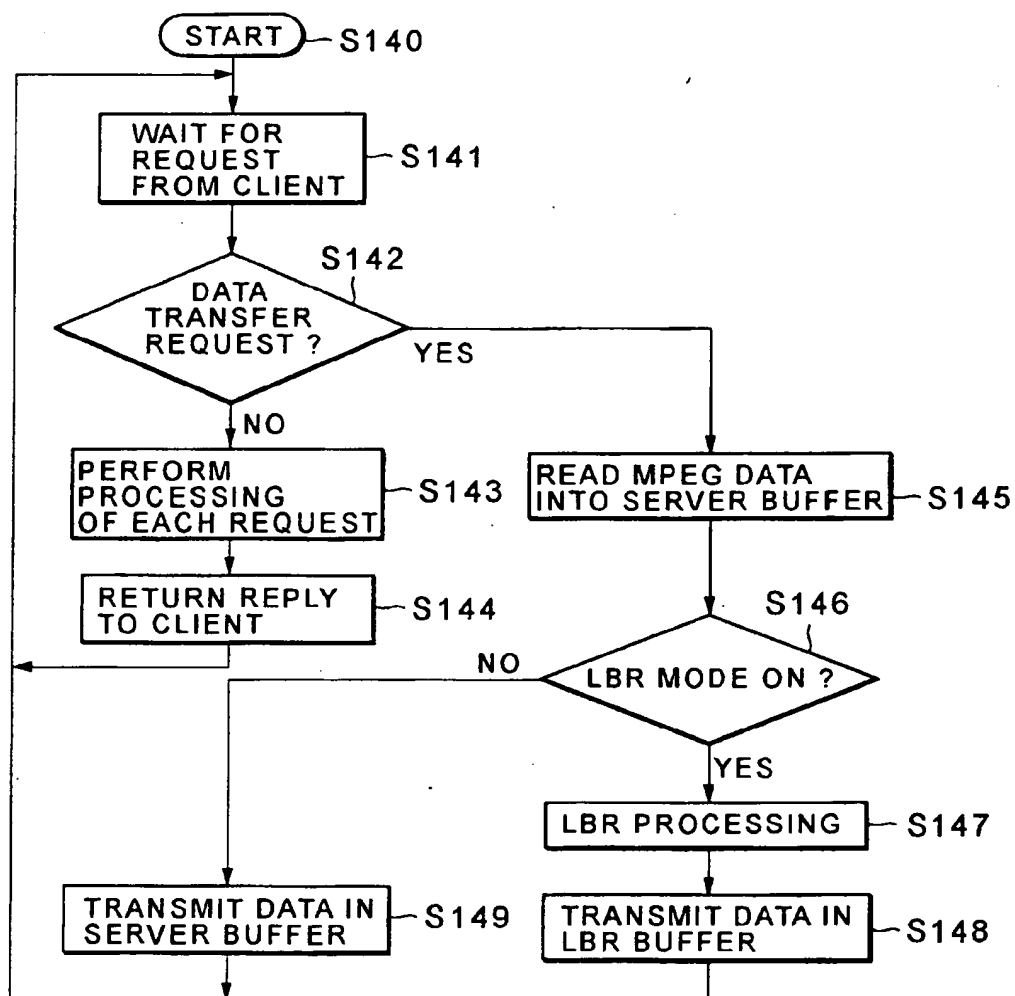 START
S140
WAIT FOR
REQUEST
FROM CLIENT
S141
S142
DATA
TRANSFER
REQUEST ?
YES
NO
PERFORM
PROCESSING
OF EACH REQUEST
S143
READ MPEG DATA
INTO SERVER BUFFER
S145
RETURN REPLY
TO CLIENT
S144
S146
LBR MODE ON ?
NO
YES
LBR PROCESSING
S147
TRANSMIT DATA IN
SERVER BUFFER
S149
TRANSMIT DATA IN
LBR BUFFER
S148